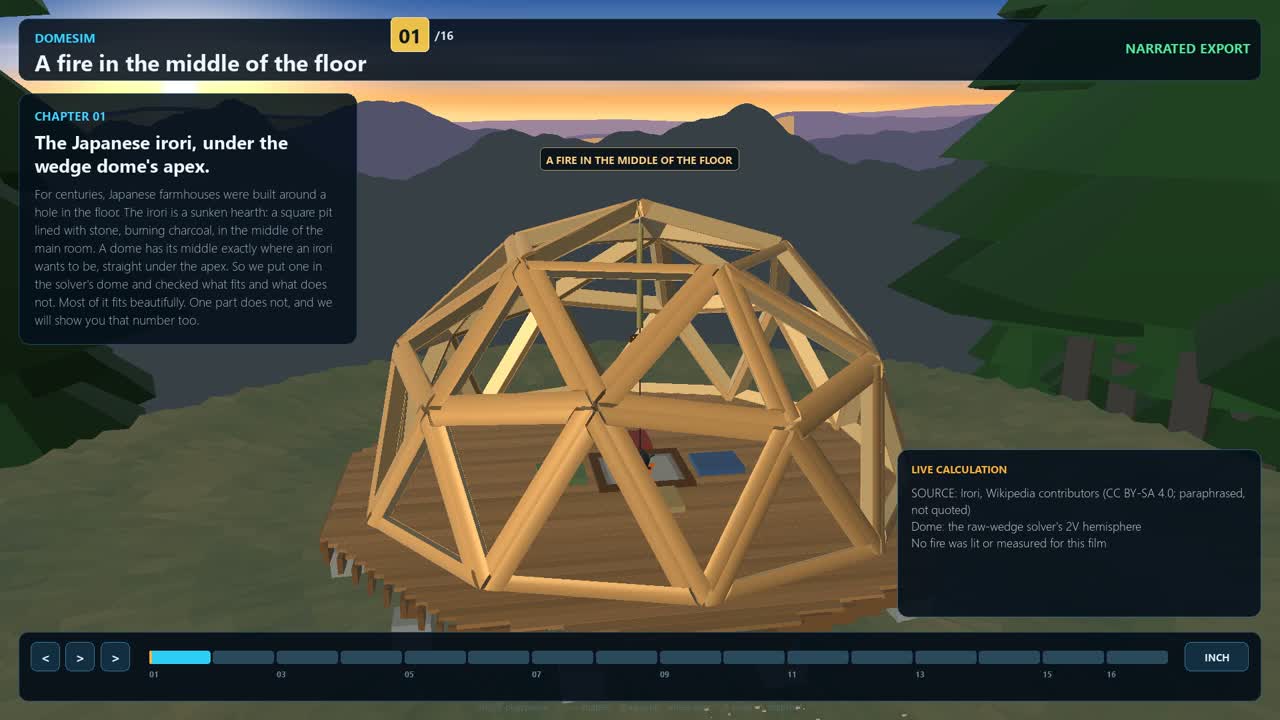 DOMESIM
A fire in the middle of the floor
01 /16
NARRATED EXPORT
CHAPTER 01
The Japanese irori, under the
wedge dome's apex.
For centuries, Japanese farmhouses were built around a
hole in the floor. The irori is a sunken hearth: a square pit
lined with stone, burning charcoal, in the middle of the
main room. A dome has its middle exactly where an irori
wants to be, straight under the apex. So we put one in
the solver's dome and checked what fits and what does
not. Most of it fits beautifully. One part does not, and we
will show you that number too.
A FIRE IN THE MIDDLE OF THE FLOOR
LIVE CALCULATION
SOURCE: Irori, Wikipedia contributors (CC BY-SA 4.0; paraphrased,
not quoted)
Dome: the raw-wedge solver's 2V hemisphere
No fire was lit or measured for this film
< > >
01 03 05 07 09 11 13 15 16
INCH